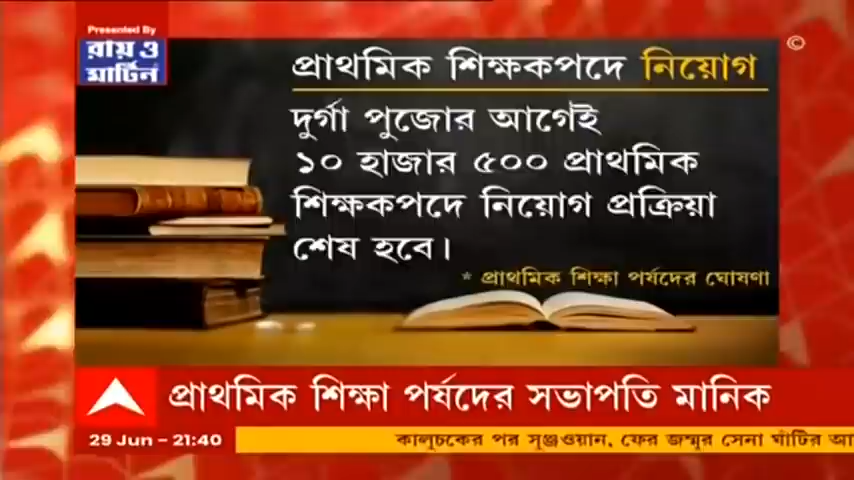 Presented By
রায় ও
মার্টিন
©
প্রাথমিক শিক্ষকপদে নিয়োগ
দুর্গা পুজোর আগেই
১০ হাজার ৫০০ প্রাথমিক
শিক্ষকপদে নিয়োগ প্রক্রিয়া
শেষ হবে।
* প্রাথমিক শিক্ষা পর্ষদের ঘোষণা
প্রাথমিক শিক্ষা পর্ষদের সভাপতি মানিক
29 Jun - 21:40
কালুচকের পর সুঞ্জওয়ান, ফের জম্মুর সেনা ঘাঁটির আ